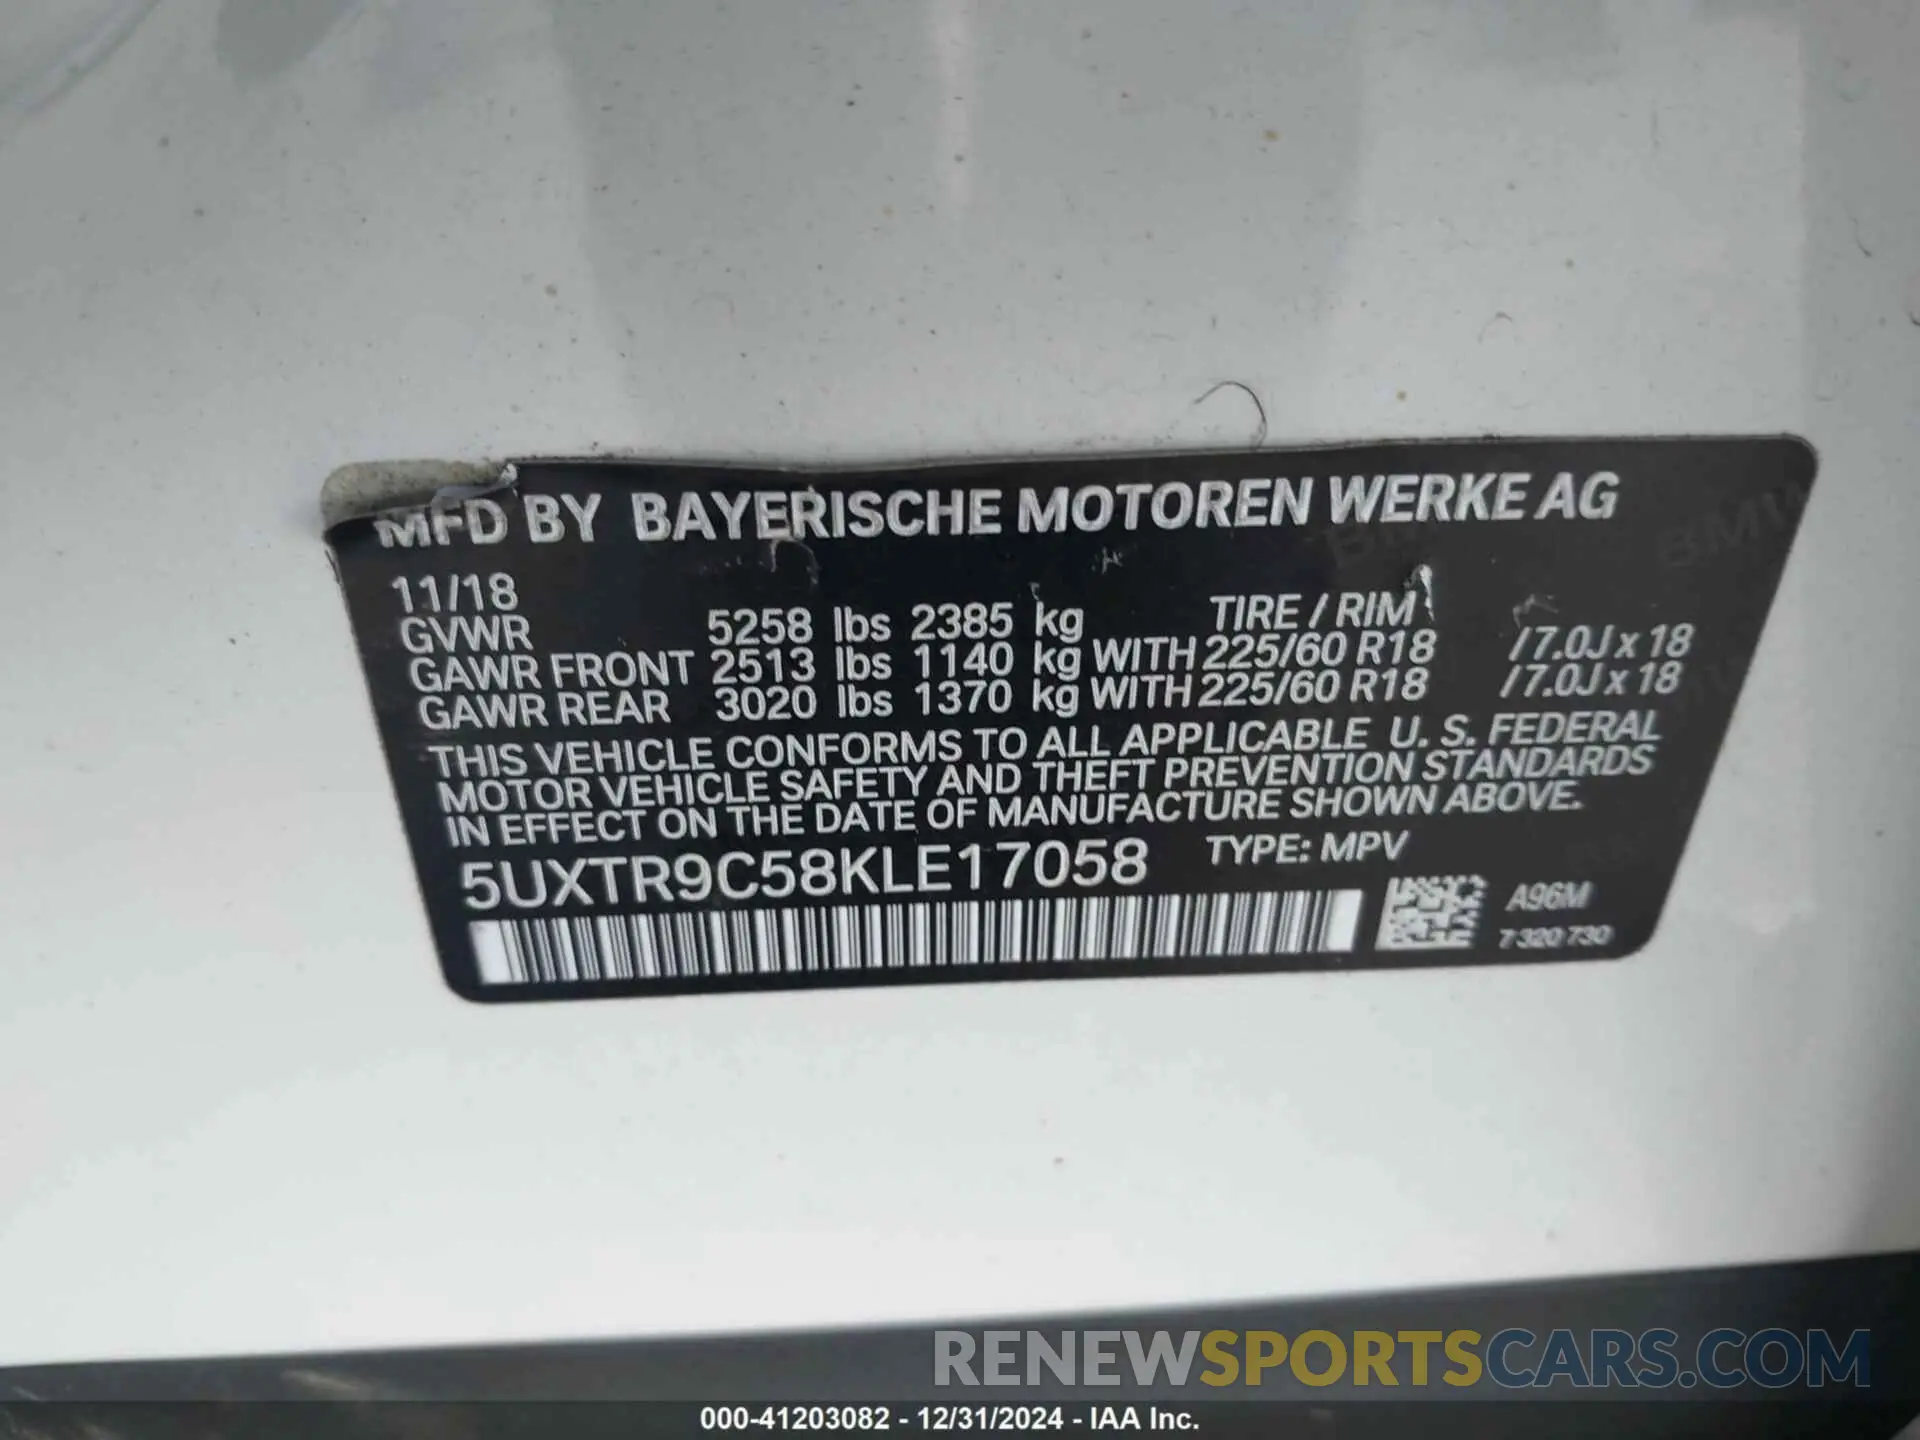 MFD BY BAYERISCHE MOTOREN WERKE AG
11/18
GVWR 5258 lbs 2385 kg TIRE / RIM
GAWR FRONT 2513 lbs 1140 kg WITH 225/60 R18 /7.0J x 18
GAWR REAR 3020 lbs 1370 kg WITH 225/60 R18 /7.0J x 18
THIS VEHICLE CONFORMS TO ALL APPLICABLE U. S. FEDERAL
MOTOR VEHICLE SAFETY AND THEFT PREVENTION STANDARDS
IN EFFECT ON THE DATE OF MANUFACTURE SHOWN ABOVE.
5UXTR9C58KLE17058 TYPE: MPV
A96M
7 320 730
RENEWSPORTSCARS.COM
000-41203082 - 12/31/2024 - IAA Inc.